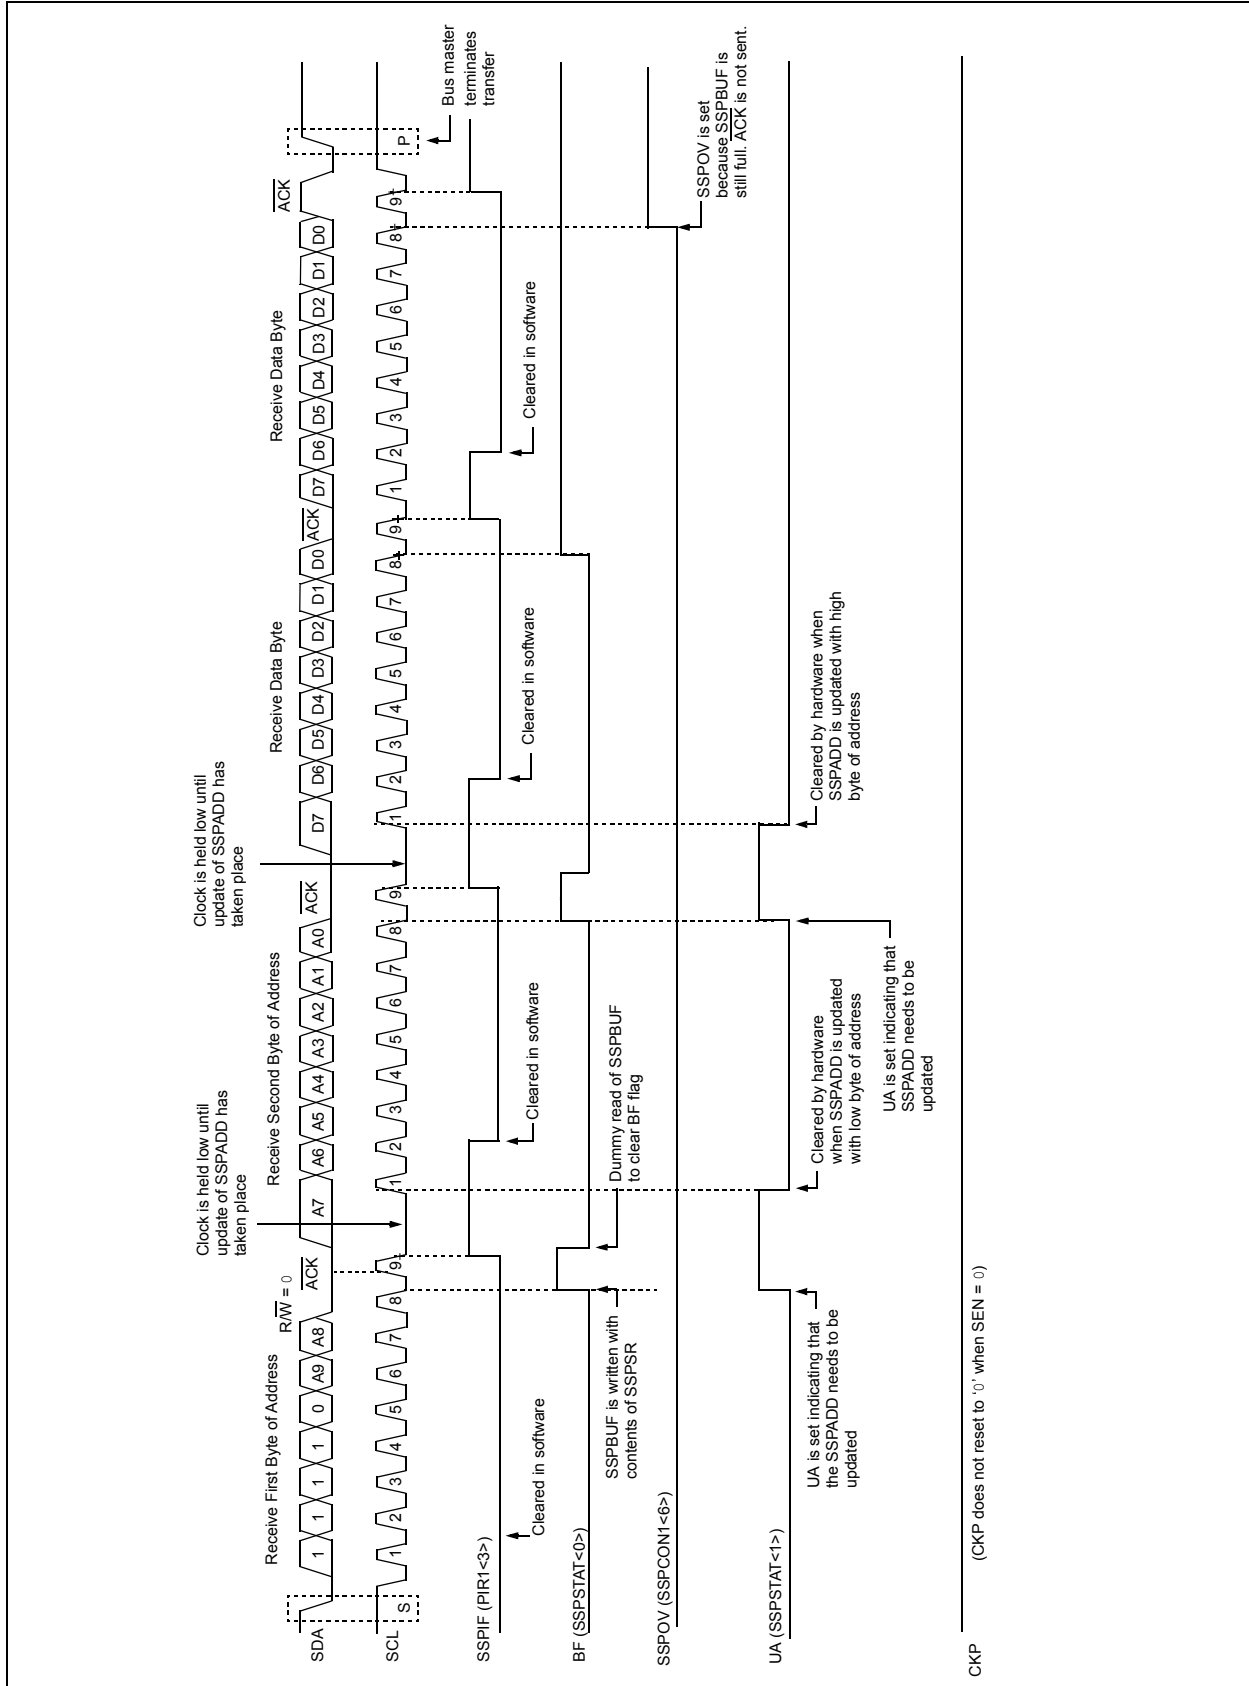 Bus master
terminates
transfer
Clock is held low until
update of SSPADD has
taken place
Clock is held low until
update of SSPADD has
taken place
Receive First Byte of Address
R/W = 0
Receive Second Byte of Address
Receive Data Byte
Receive Data Byte
SDA
1 1 1 1 0 A9 A8 ACK A7 A6 A5 A4 A3 A2 A1 A0 ACK D7 D6 D5 D4 D3 D2 D1 D0 ACK D7 D6 D5 D4 D3 D2 D1 D0 ACK
SCL
S 1 2 3 4 5 6 7 8 9 1 2 3 4 5 6 7 8 9 1 2 3 4 5 6 7 8 9 1 2 3 4 5 6 7 8 9 P
SSPIF (PIR1<3>)
Cleared in software
Cleared in software
Cleared in software
Cleared in software
BF (SSPSTAT<0>)
SSPBUF is written with
contents of SSPSR
Dummy read of SSPBUF
to clear BF flag
SSPOV (SSPCON1<6>)
SSPOV is set
because SSPBUF is
still full. ACK is not sent.
UA (SSPSTAT<1>)
UA is set indicating that
the SSPADD needs to be
updated
Cleared by hardware
when SSPADD is updated
with low byte of address
UA is set indicating that
SSPADD needs to be
updated
Cleared by hardware when
SSPADD is updated with high
byte of address
CKP
(CKP does not reset to ‘0’ when SEN = 0)